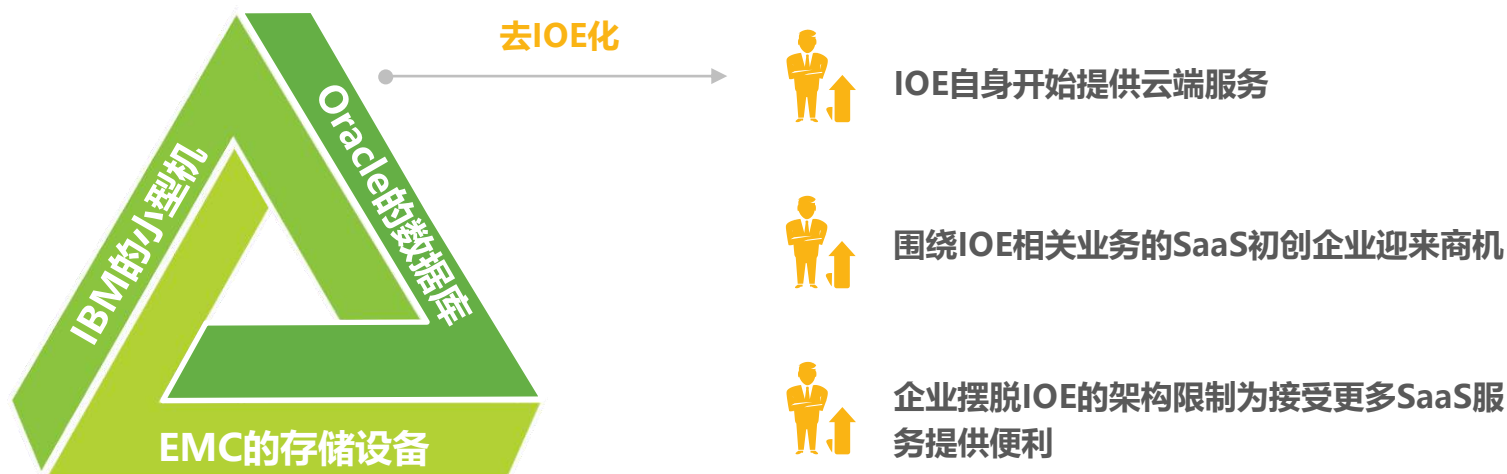 去IOE化
IBM的小型机
Oracle的数据库
EMC的存储设备
IOE自身开始提供云端服务
围绕IOE相关业务的SaaS初创企业迎来商机
企业摆脱IOE的架构限制为接受更多SaaS服
务提供便利